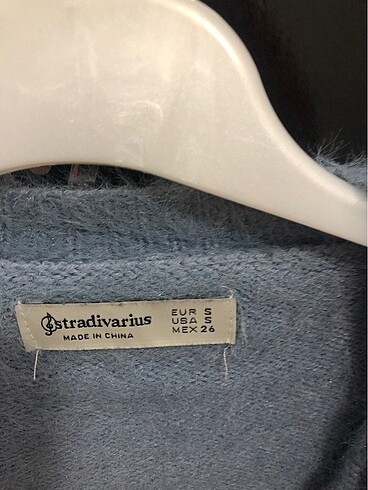 stradivarius
MADE IN CHINA
EUR S
USA S
MEX 26